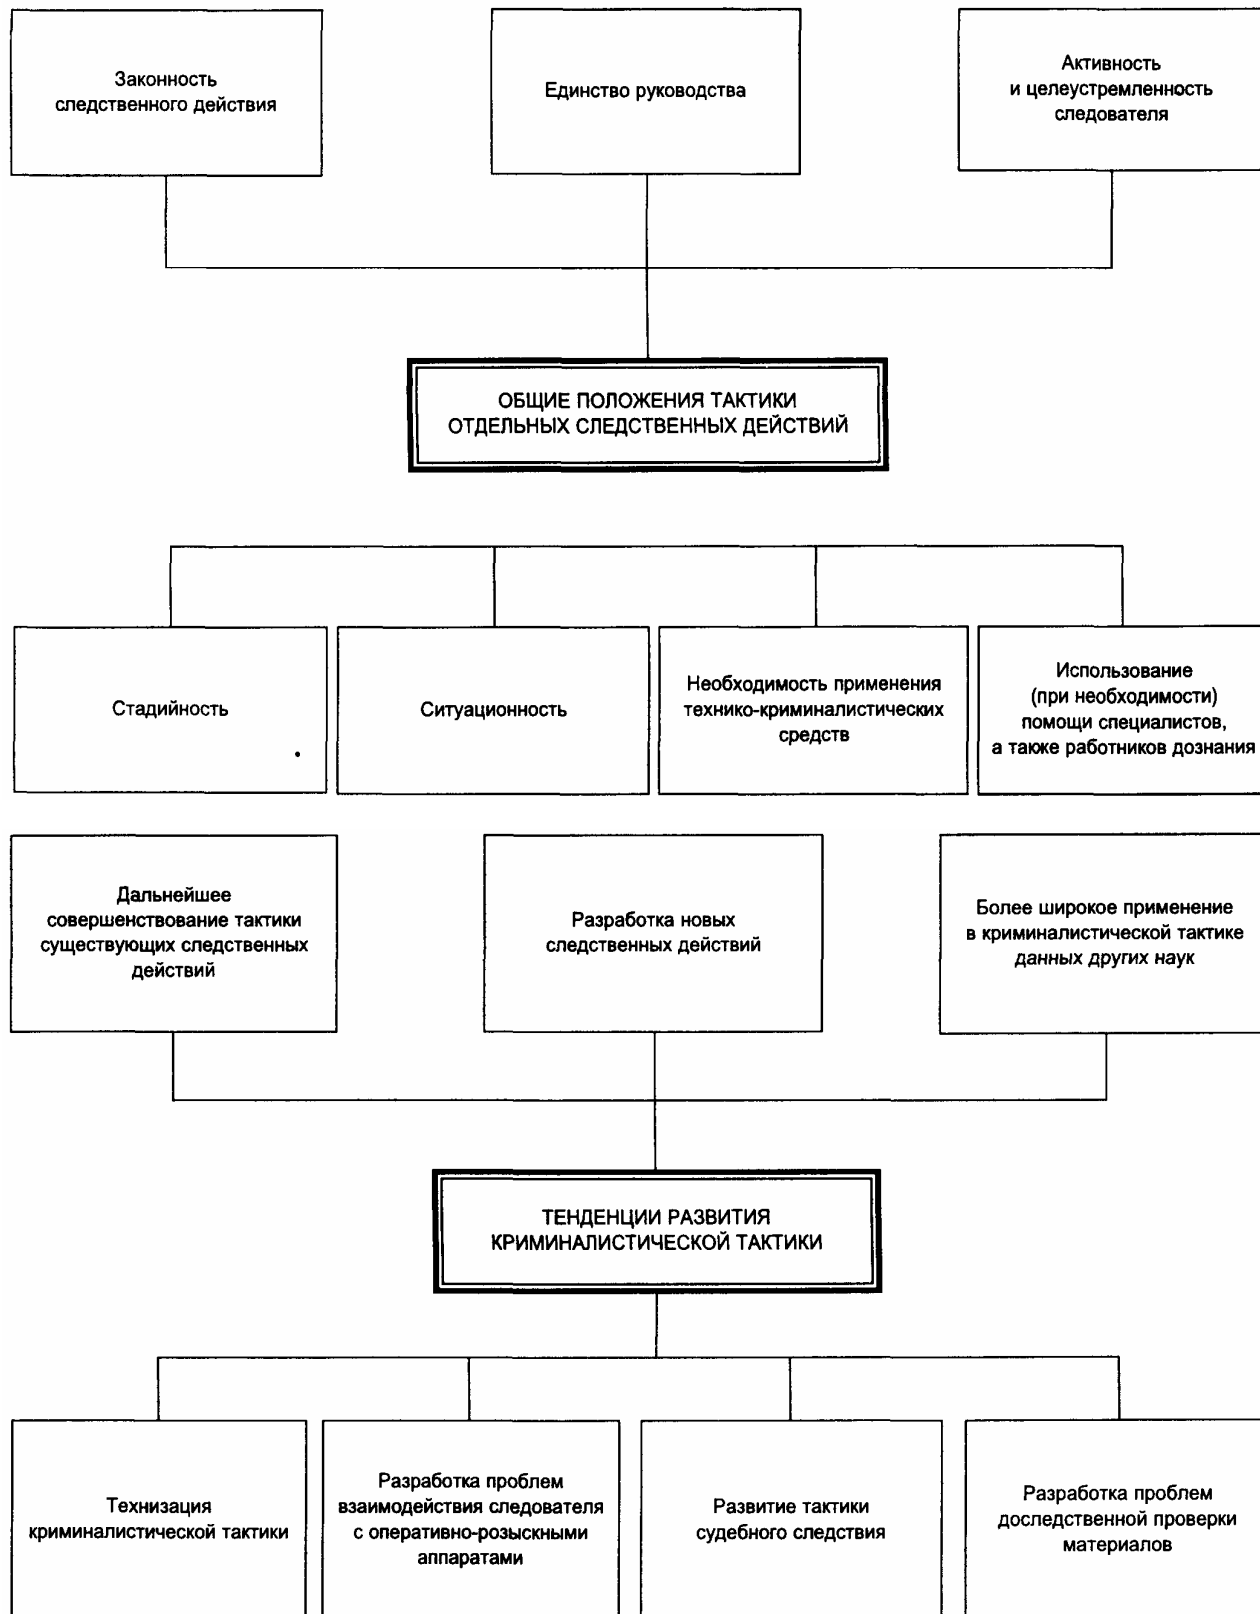 Законность
следственного действия
Единство руководства
Активность
и целеустремленность
следователя
ОБЩИЕ ПОЛОЖЕНИЯ ТАКТИКИ
ОТДЕЛЬНЫХ СЛЕДСТВЕННЫХ ДЕЙСТВИЙ
Стадийность
Ситуационность
Необходимость применения
технико-криминалистических
средств
Использование
(при необходимости)
помощи специалистов,
а также работников дознания
Дальнейшее
совершенствование тактики
существующих следственных
действий
Разработка новых
следственных действий
Более широкое применение
в криминалистической тактике
данных других наук
ТЕНДЕНЦИИ РАЗВИТИЯ
КРИМИНАЛИСТИЧЕСКОЙ ТАКТИКИ
Технизация
криминалистической тактики
Разработка проблем
взаимодействия следователя
с оперативно-розыскными
аппаратами
Развитие тактики
судебного следствия
Разработка проблем
доследственной проверки
материалов